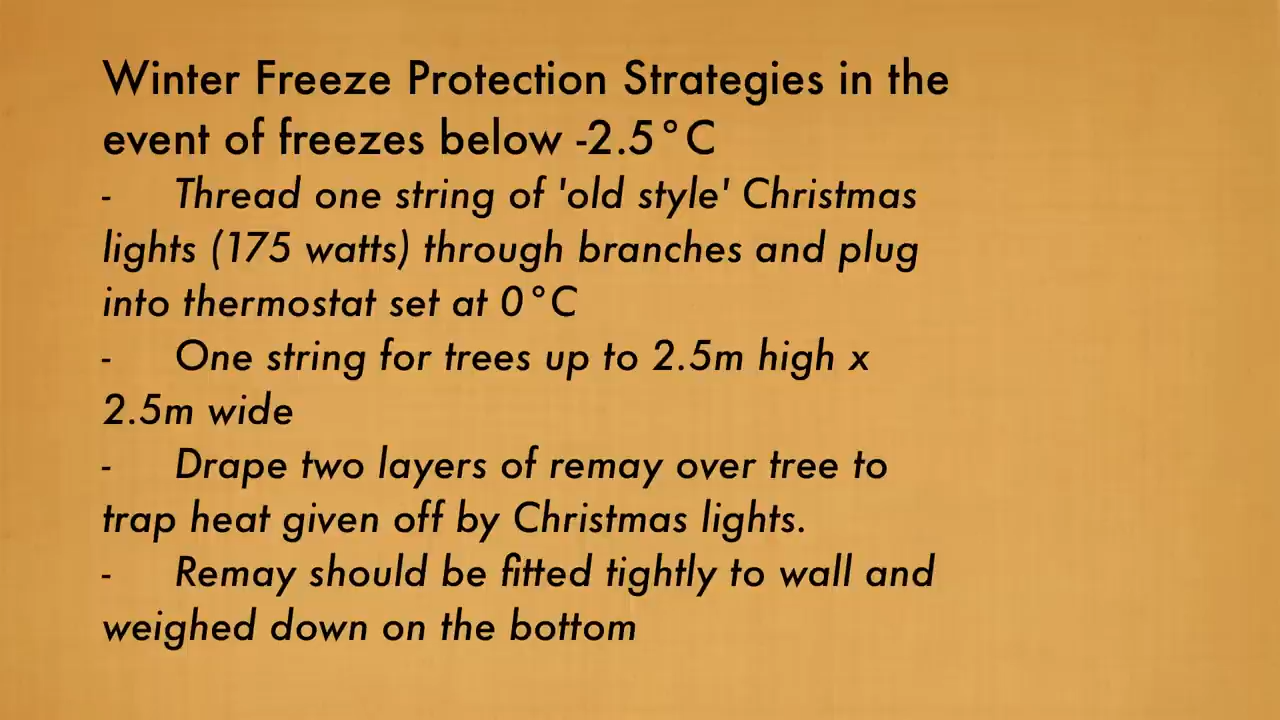 Winter Freeze Protection Strategies in the
event of freezes below -2.5°C
- Thread one string of 'old style' Christmas
lights (175 watts) through branches and plug
into thermostat set at 0°C
- One string for trees up to 2.5m high x
2.5m wide
- Drape two layers of remay over tree to
trap heat given off by Christmas lights.
- Remay should be fitted tightly to wall and
weighed down on the bottom